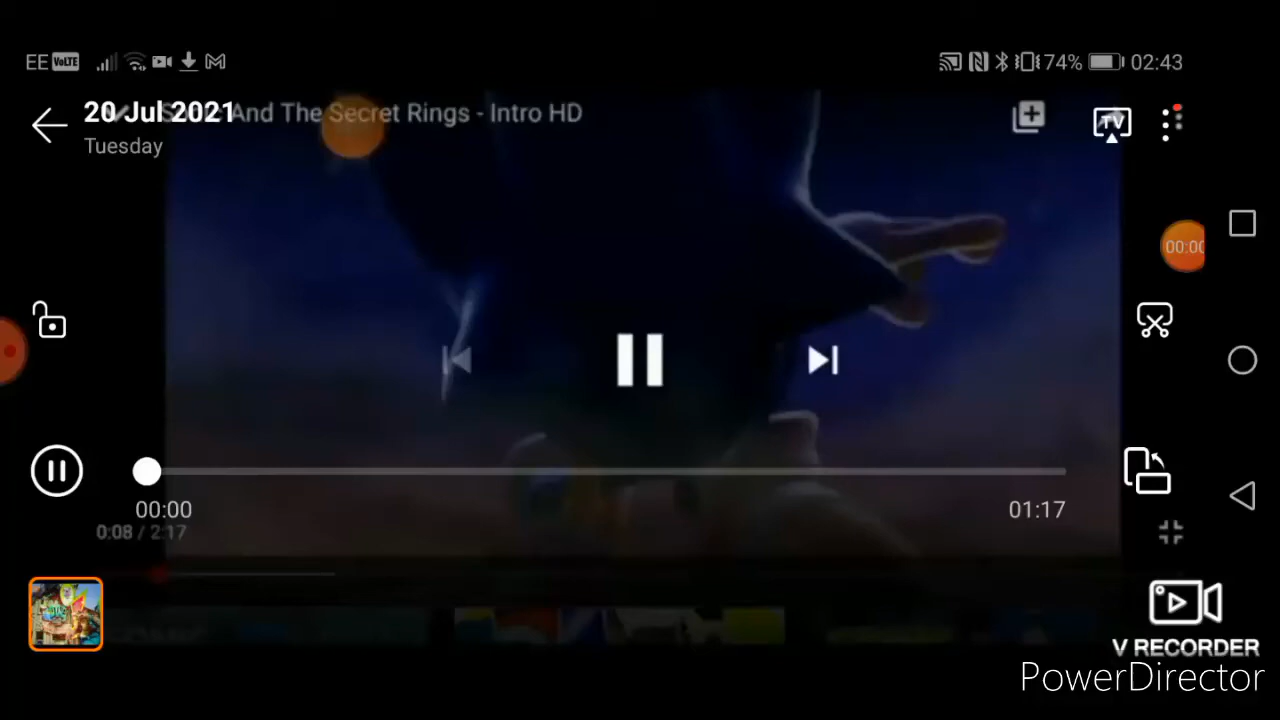 EE VoLTE 74% 02:43
20 Jul 2021
And The Secret Rings - Intro HD
Tuesday
TV
00:00
00:00 01:17
0:08 / 2:17
V RECORDER
PowerDirector